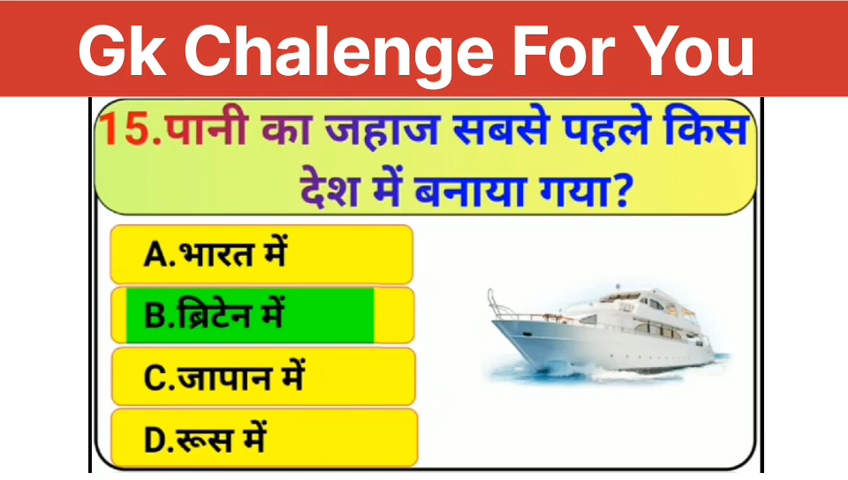 Gk Chalenge For You
15.पानी का जहाज सबसे पहले किस
देश में बनाया गया?
A.भारत में
B.ब्रिटेन में
C.जापान में
D.रूस में